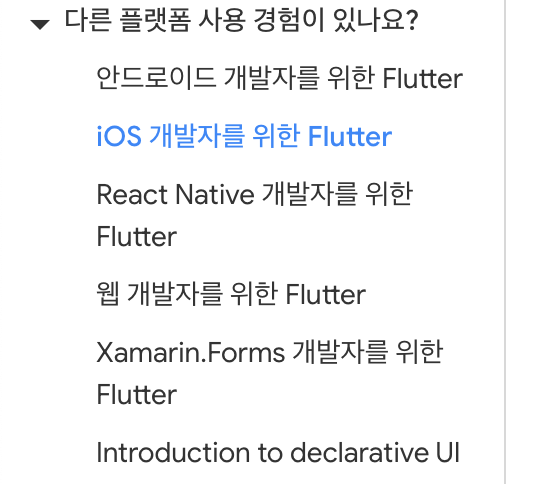 다른 플랫폼 사용 경험이 있나요?
안드로이드 개발자를 위한 Flutter
iOS 개발자를 위한 Flutter
React Native 개발자를 위한
Flutter
웹 개발자를 위한 Flutter
Xamarin.Forms 개발자를 위한
Flutter
Introduction to declarative UI